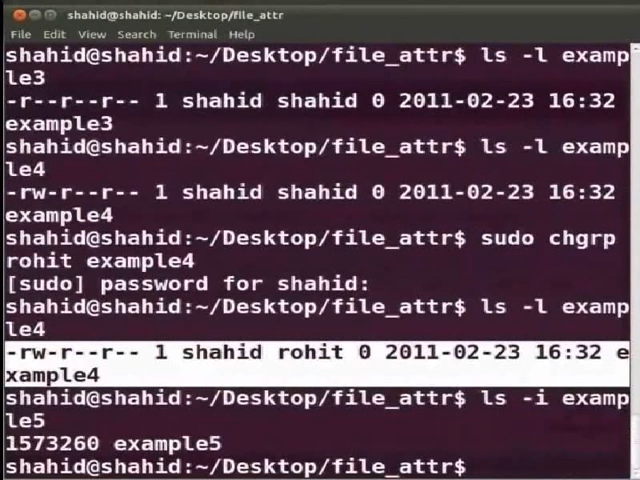 shahid@shahid: ~/Desktop/file_attr
File Edit View Search Terminal Help
shahid@shahid:~/Desktop/file_attr$ ls -l examp
le3
-r--r--r-- 1 shahid shahid 0 2011-02-23 16:32
example3
shahid@shahid:~/Desktop/file_attr$ ls -l examp
le4
-rw-r--r-- 1 shahid shahid 0 2011-02-23 16:32
example4
shahid@shahid:~/Desktop/file_attr$ sudo chgrp
rohit example4
[sudo] password for shahid:
shahid@shahid:~/Desktop/file_attr$ ls -l examp
le4
-rw-r--r-- 1 shahid rohit 0 2011-02-23 16:32 e
xample4
shahid@shahid:~/Desktop/file_attr$ ls -i examp
le5
1573260 example5
shahid@shahid:~/Desktop/file_attr$